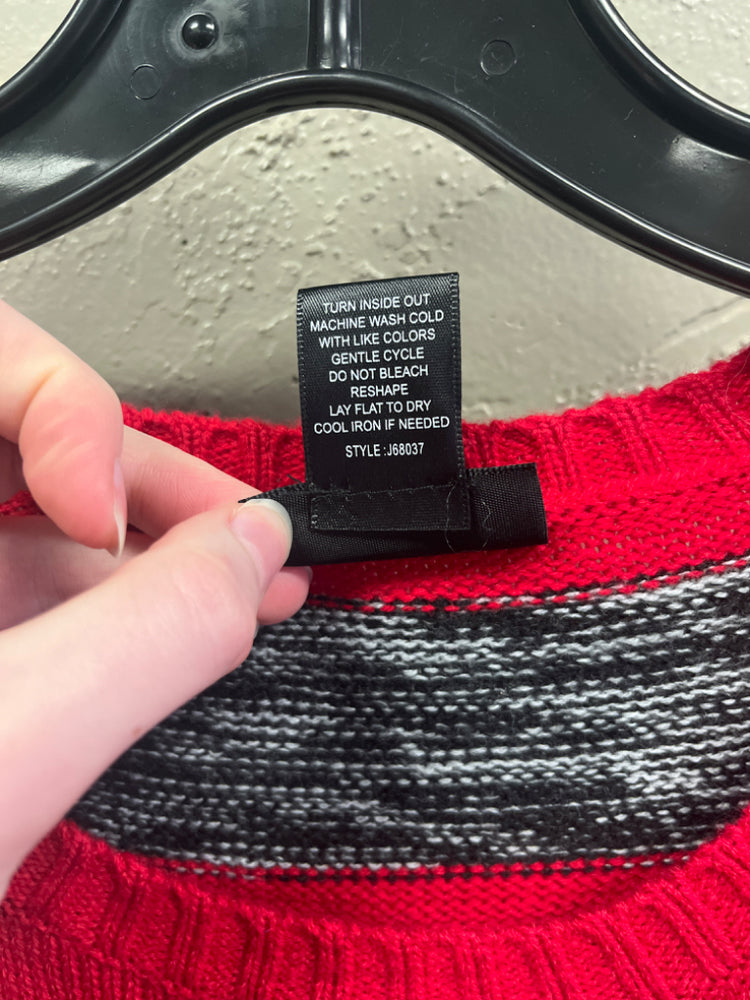 TURN INSIDE OUT
MACHINE WASH COLD
WITH LIKE COLORS
GENTLE CYCLE
DO NOT BLEACH
RESHAPE
LAY FLAT TO DRY
COOL IRON IF NEEDED
STYLE :J68037